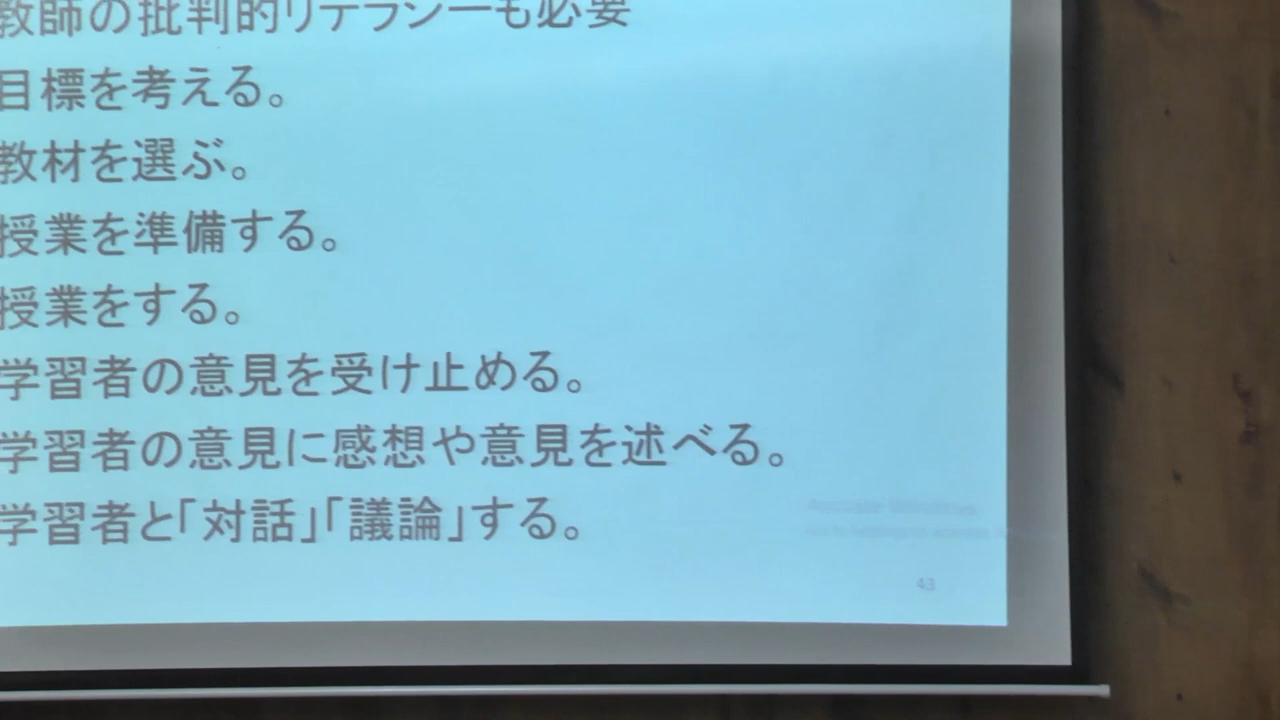 教師の批判的リテラシーも必要
目標を考える。
教材を選ぶ。
授業を準備する。
授業をする。
学習者の意見を受け止める。
学習者の意見に感想や意見を述べる。
学習者と「対話」「議論」する。
43